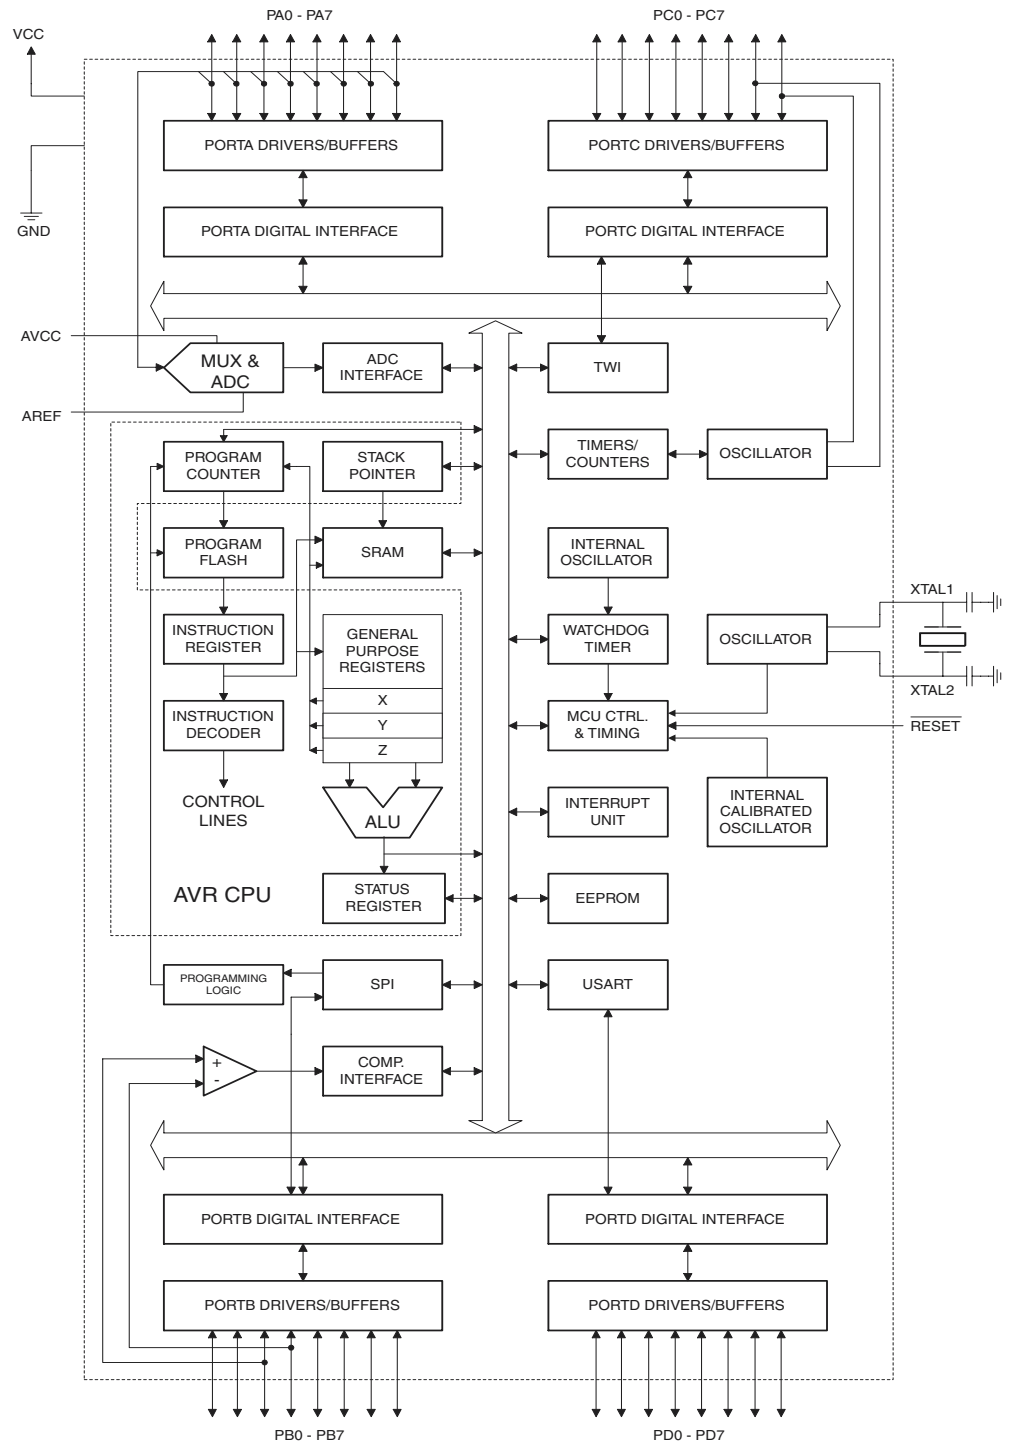 PA0 - PA7
PC0 - PC7
VCC
PORTA DRIVERS/BUFFERS
PORTC DRIVERS/BUFFERS
GND
PORTA DIGITAL INTERFACE
PORTC DIGITAL INTERFACE
AVCC
MUX &
ADC
ADC
INTERFACE
TWI
AREF
PROGRAM
COUNTER
STACK
POINTER
TIMERS/
COUNTERS
OSCILLATOR
PROGRAM
FLASH
SRAM
INTERNAL
OSCILLATOR
XTAL1
INSTRUCTION
REGISTER
GENERAL
PURPOSE
REGISTERS
WATCHDOG
TIMER
OSCILLATOR
X
XTAL2
INSTRUCTION
DECODER
Y
Z
MCU CTRL.
& TIMING
RESET
CONTROL
LINES
ALU
INTERRUPT
UNIT
INTERNAL
CALIBRATED
OSCILLATOR
AVR CPU
STATUS
REGISTER
EEPROM
PROGRAMMING
LOGIC
SPI
USART
+
-
COMP.
INTERFACE
PORTB DIGITAL INTERFACE
PORTD DIGITAL INTERFACE
PORTB DRIVERS/BUFFERS
PORTD DRIVERS/BUFFERS
PB0 - PB7
PD0 - PD7